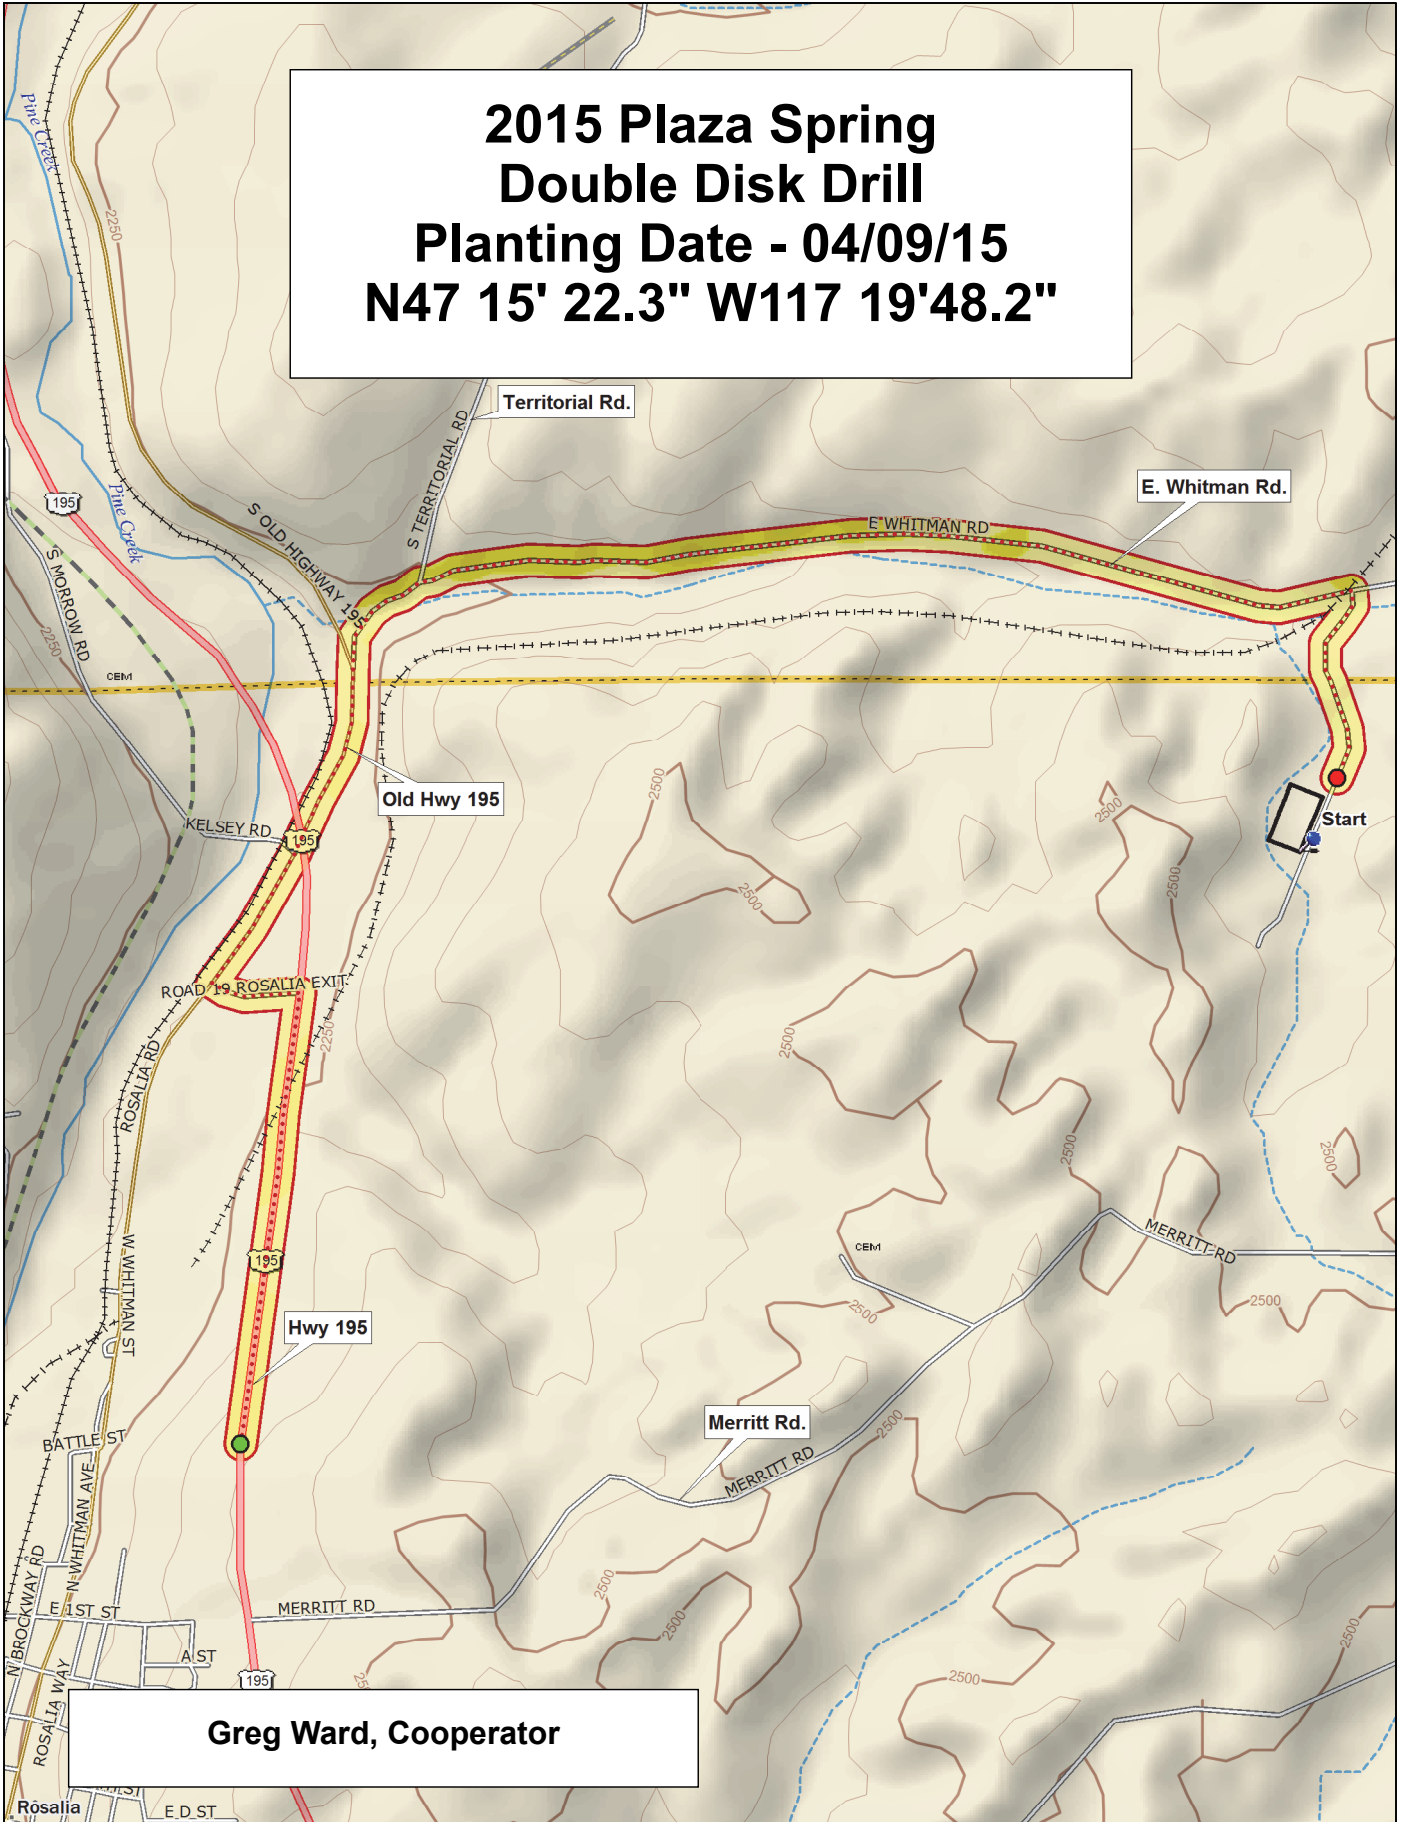 2015 Plaza Spring
Double Disk Drill
Planting Date - 04/09/15
N47 15' 22.3" W117 19'48.2"
Pine Creek
2250
Territorial Rd.
S TERRITORIAL RD
E. Whitman Rd.
195
Pine Creek
S OLD HIGHWAY 195
E WHITMAN RD
S MORROW RD
2250
CEM
Old Hwy 195
2500
2500
Start
KELSEY RD
195
2500
2500
ROAD 19 ROSALIA EXIT
2250
2500
ROSALIA RD
2500
2500
MERRITT RD
CEM
195
W WHITMAN ST
2500
2500
Hwy 195
Merritt Rd.
2500
BATTLE ST
MERRITT RD
N WHITMAN AVE
N BROCKWAY RD
2500
E 1ST ST
MERRITT RD
2500
2500
A ST
195
2500
ROSALIA WAY
Greg Ward, Cooperator
Rosalia
E D ST